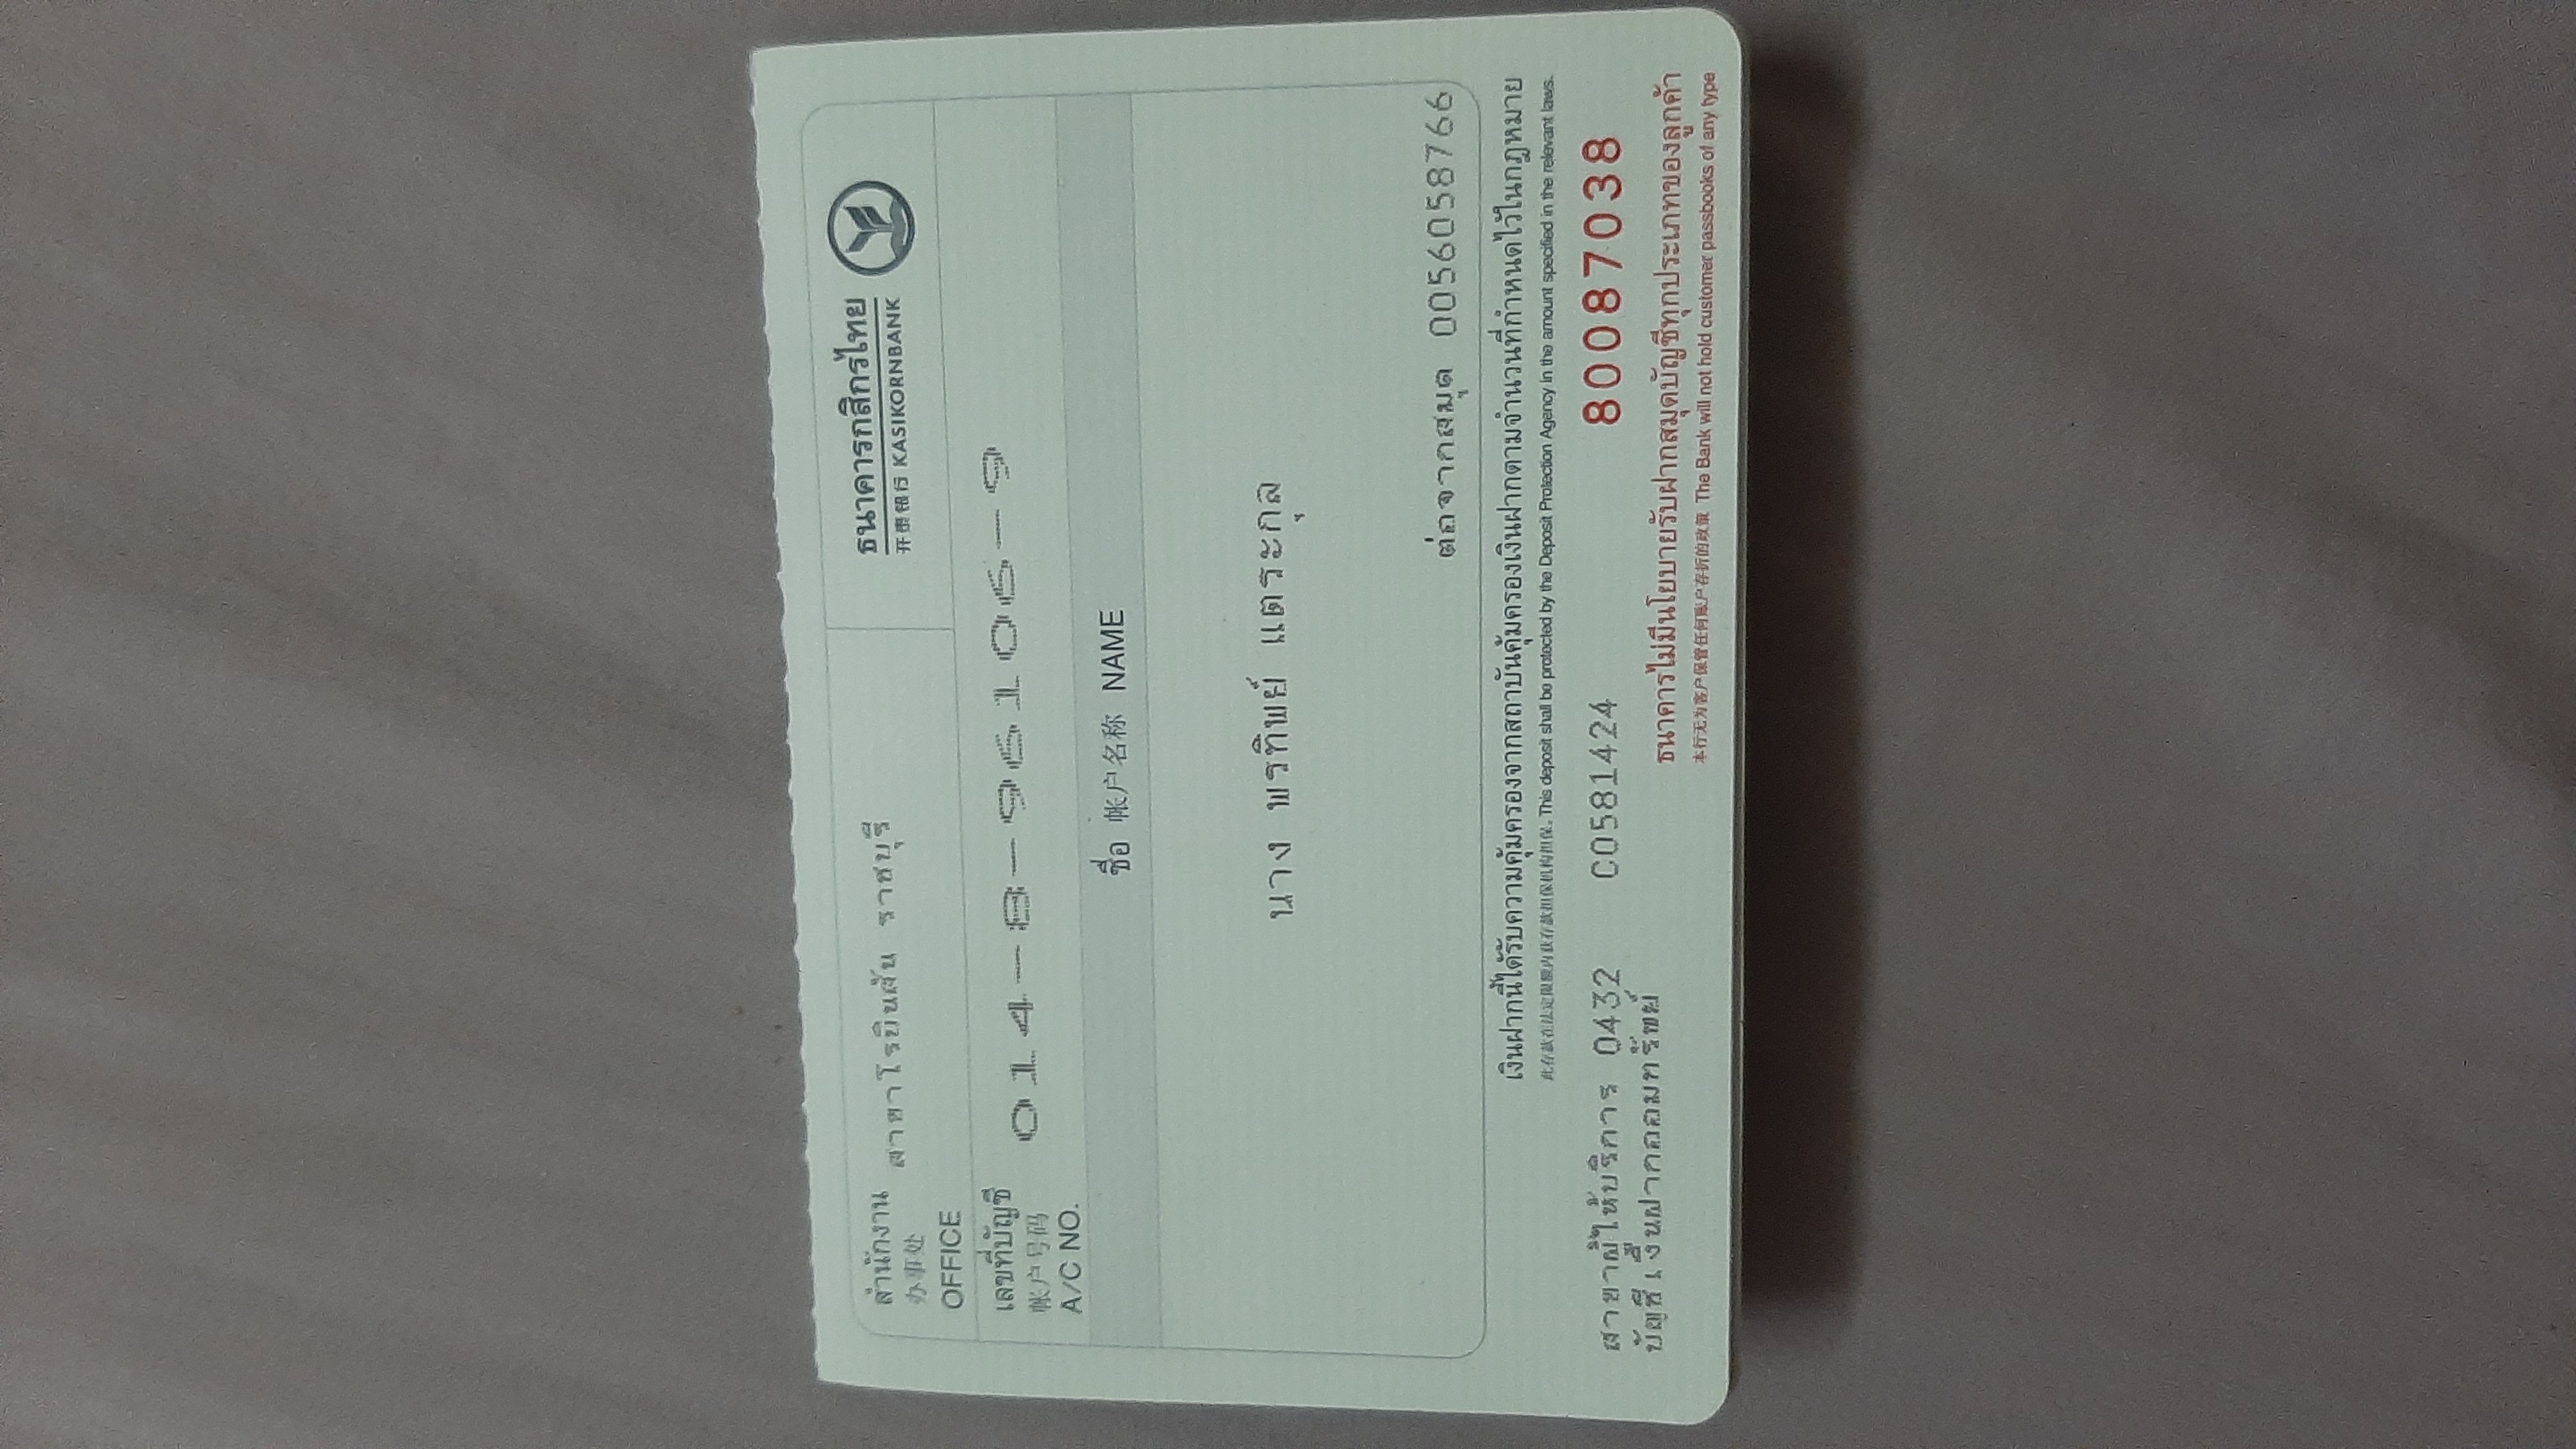 สำนักงาน สาขาโรบินสัน ราชบุรี
办事处
OFFICE
ธนาคารกสิกรไทย
开泰银行 KASIKORNBANK
เลขที่บัญชี 014-8-96106-9
帐户号码
A/C NO.
ชื่อ 帐户名称 NAME
นาง พรทิพย์ แตระกุล
ต่อจากสมุด 0056058766
เงินฝากนี้ได้รับความคุ้มครองจากสถาบันคุ้มครองเงินฝากตามจำนวนที่กำหนดไว้ในกฎหมาย
此存款在法定限额内获存款担保机构担保。This deposit shall be protected by the Deposit Protection Agency in the amount specified in the relevant laws.
สาขาผู้ให้บริการ 0432 C0581424 80087038
บัญชีเงินฝากออมทรัพย์
ธนาคารไม่มีนโยบายรับฝากสมุดบัญชีทุกประเภทของลูกค้า
本行无为客户保管任何账户存折的政策 The Bank will not hold customer passbooks of any type